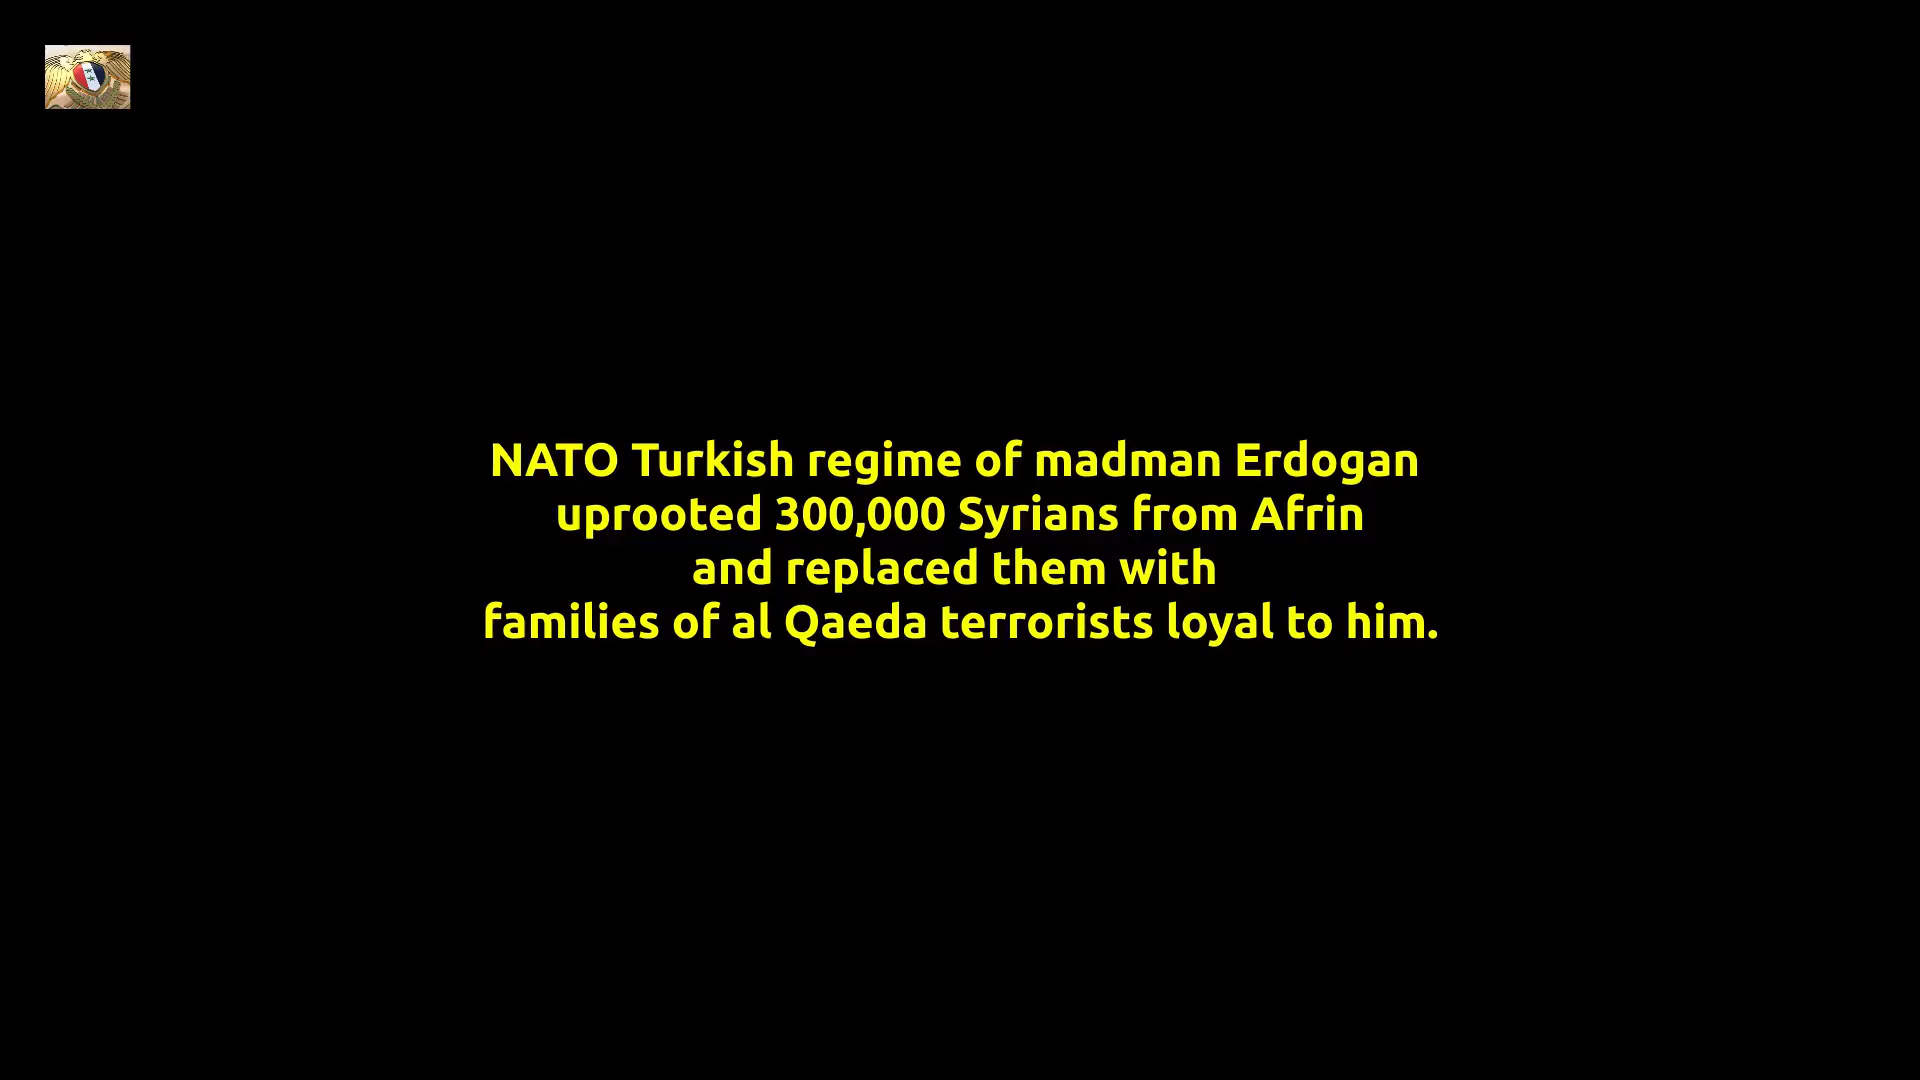 NATO Turkish regime of madman Erdogan
uprooted 300,000 Syrians from Afrin
and replaced them with
families of al Qaeda terrorists loyal to him.